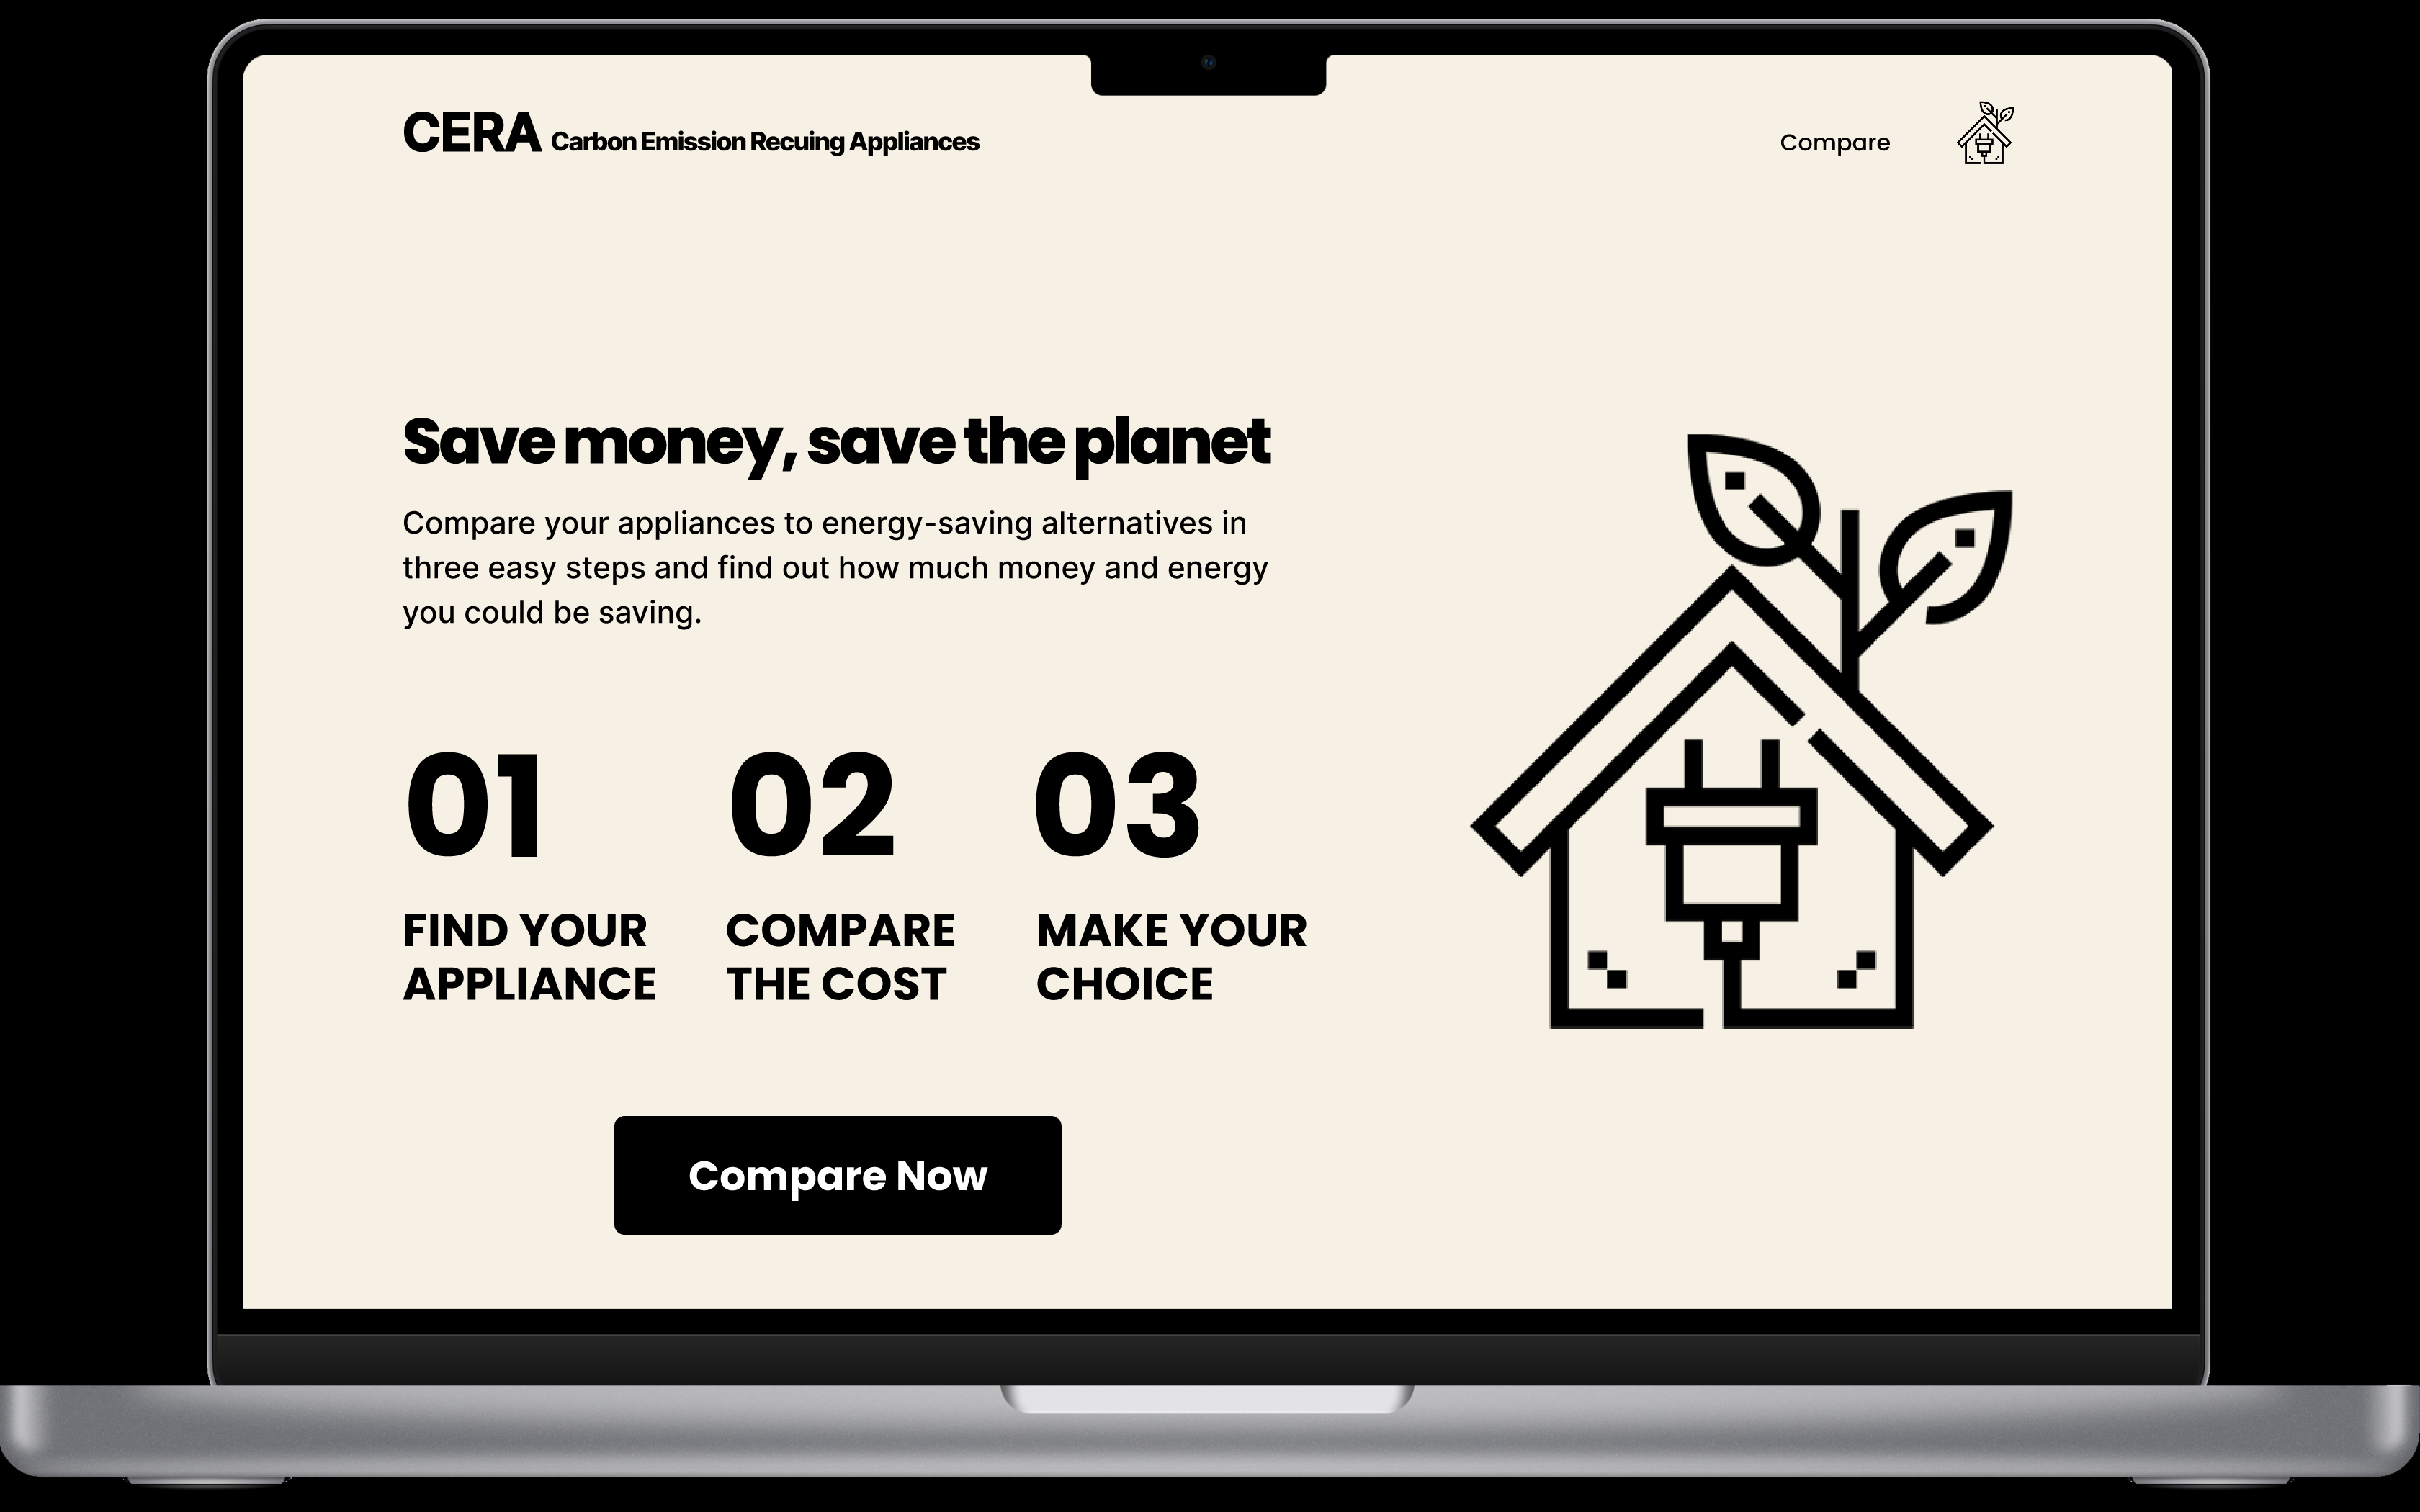 CERA Carbon Emission Recuing Appliances
Compare
Save money, save the planet
Compare your appliances to energy-saving alternatives in
three easy steps and find out how much money and energy
you could be saving.
01 02 03
FIND YOUR COMPARE MAKE YOUR
APPLIANCE THE COST CHOICE
Compare Now